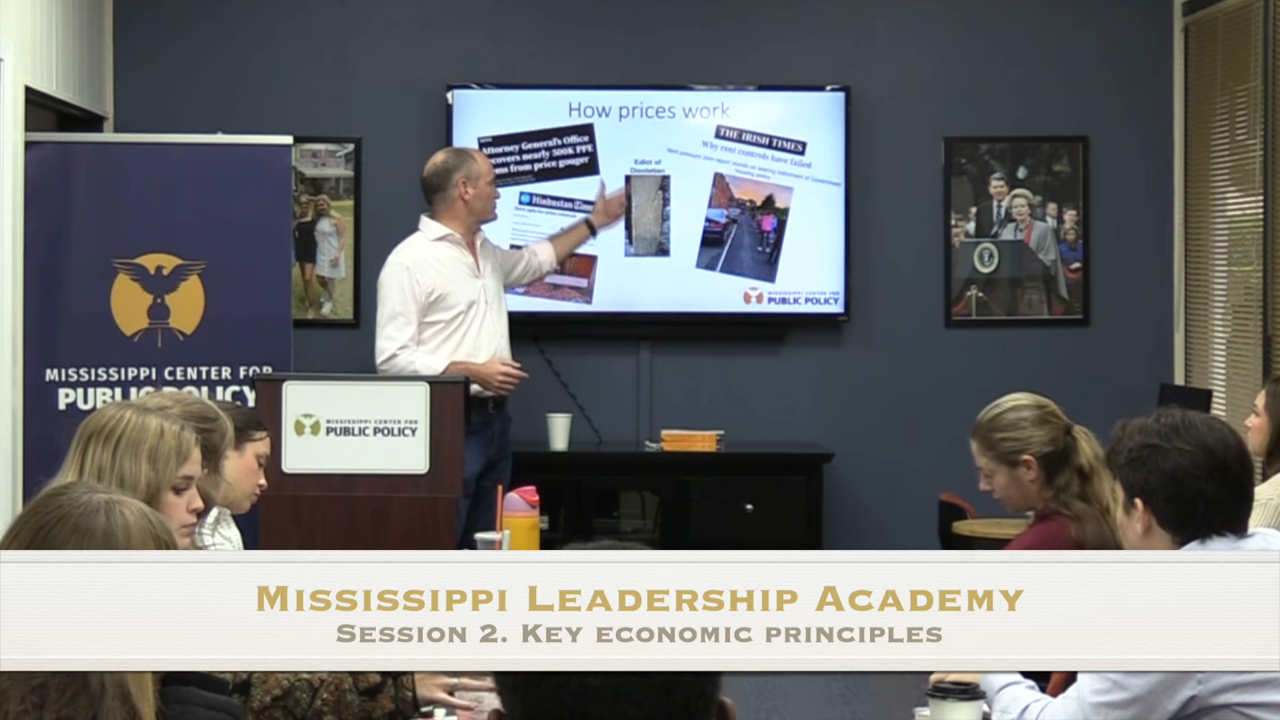 How prices work
Attorney General's Office
recovers nearly 500K PPE
items from price gouger
Hindustan Times
Edict of
Diocletian
THE IRISH TIMES
Why rent controls have failed
MISSISSIPPI CENTER FOR
PUBLIC POLICY
MISSISSIPPI CENTER FOR
PUBLIC POLICY
MISSISSIPPI CENTER FOR
PUBLIC POLICY
MISSISSIPPI LEADERSHIP ACADEMY
SESSION 2. KEY ECONOMIC PRINCIPLES